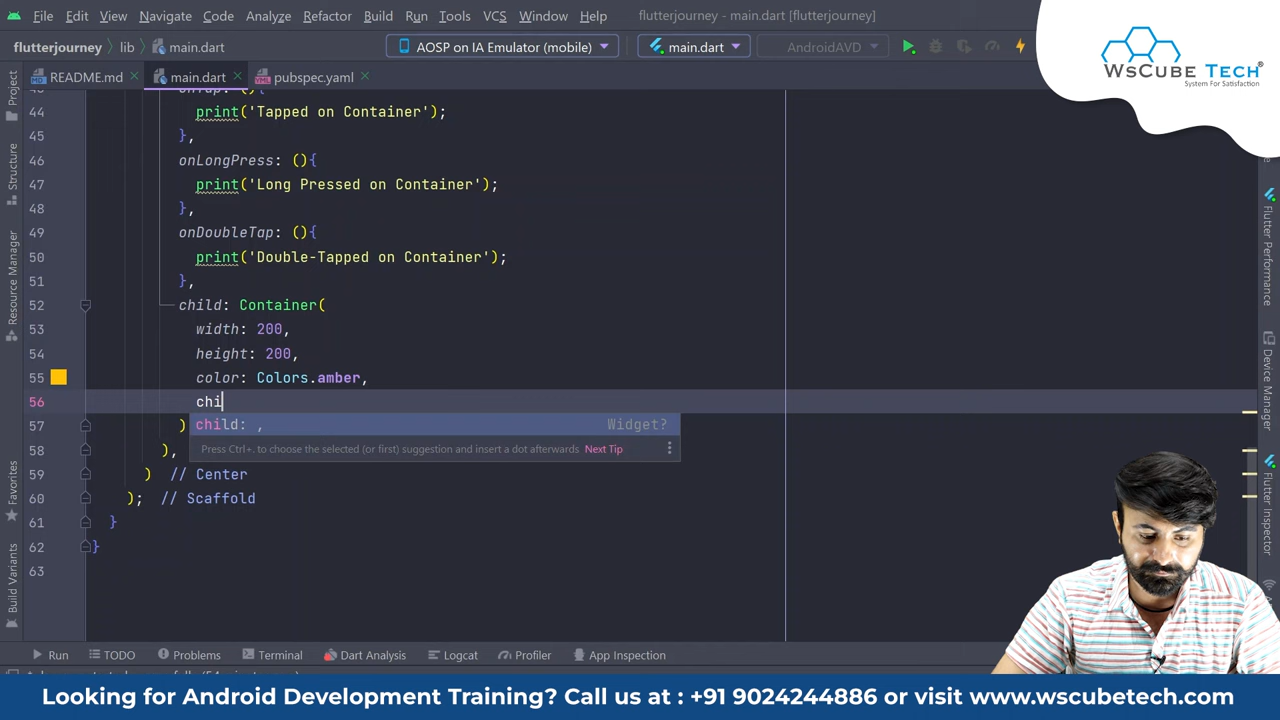 File Edit View Navigate Code Analyze Refactor Build Run Tools VCS Window Help flutterjourney - main.dart [flutterjourney]
WsCube Tech®
System For Satisfaction
flutterjourney lib main.dart AOSP on IA Emulator (mobile) main.dart AndroidAVD
README.md main.dart pubspec.yaml
Project
Structure
Resource Manager
Favorites
Build Variants
44 print('Tapped on Container');
45 },
46 onLongPress: (){
47 print('Long Pressed on Container');
48 },
49 onDoubleTap: (){
50 print('Double-Tapped on Container');
51 },
52 child: Container(
53 width: 200,
54 height: 200,
55 color: Colors.amber,
56 chi
57 )
child: , Widget?
Press Ctrl+. to choose the selected (or first) suggestion and insert a dot afterwards Next Tip
58 ),
59 ) // Center
60 ); // Scaffold
61 }
62 }
63
Flutter Performance
Device Manager
Flutter Inspector
Run TODO Problems Terminal Dart Analysis Profiler App Inspection
Looking for Android Development Training? Call us at : +91 9024244886 or visit www.wscubetech.com